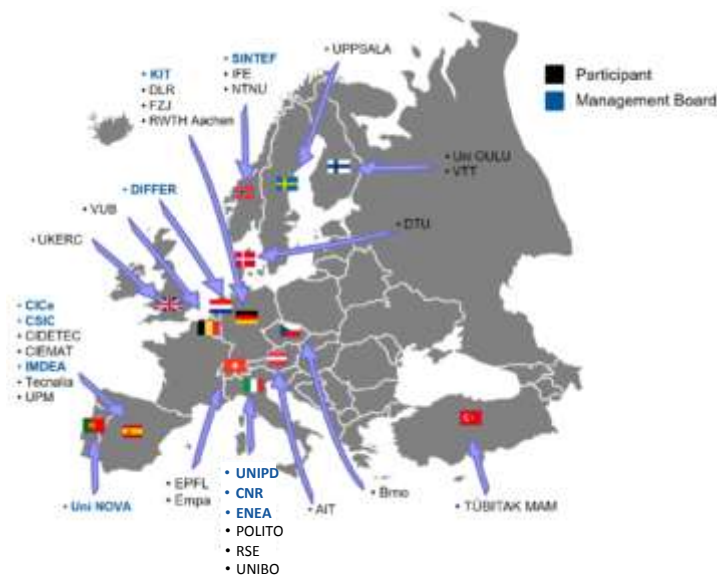 • UPPSALA
• KIT
• DLR
• FZJ
• RWTH Aachen
• SINTEF
• IFE
• NTNU
Participant
Management Board
• Uni OULU
• VTT
• DIFFER
• VUB
• UKERC
• DTU
• CICe
• CSIC
• CIDETEC
• CIEMAT
• IMDEA
• Tecnalia
• UPM
• Uni NOVA
• EPFL
• Empa
• UNIPD
• CNR
• ENEA
• POLITO
• RSE
• UNIBO
• AIT
• Brno
• TÜBITAK MAM